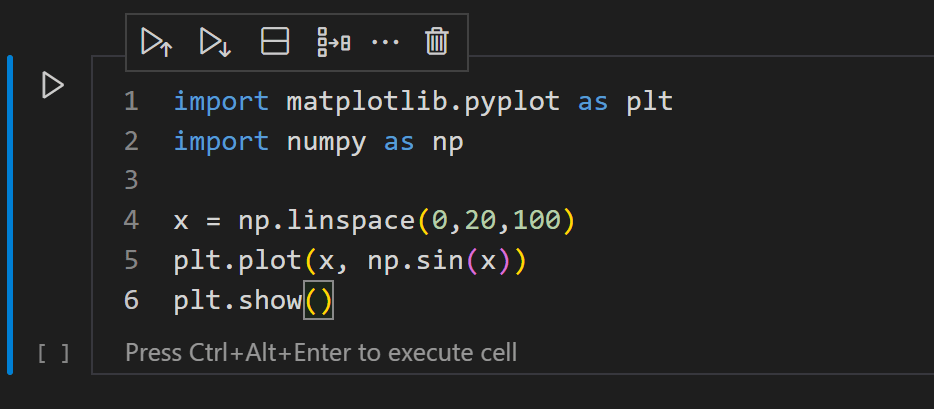 1 import matplotlib.pyplot as plt
2 import numpy as np
3
4 x = np.linspace(0,20,100)
5 plt.plot(x, np.sin(x))
6 plt.show()
[ ] Press Ctrl+Alt+Enter to execute cell